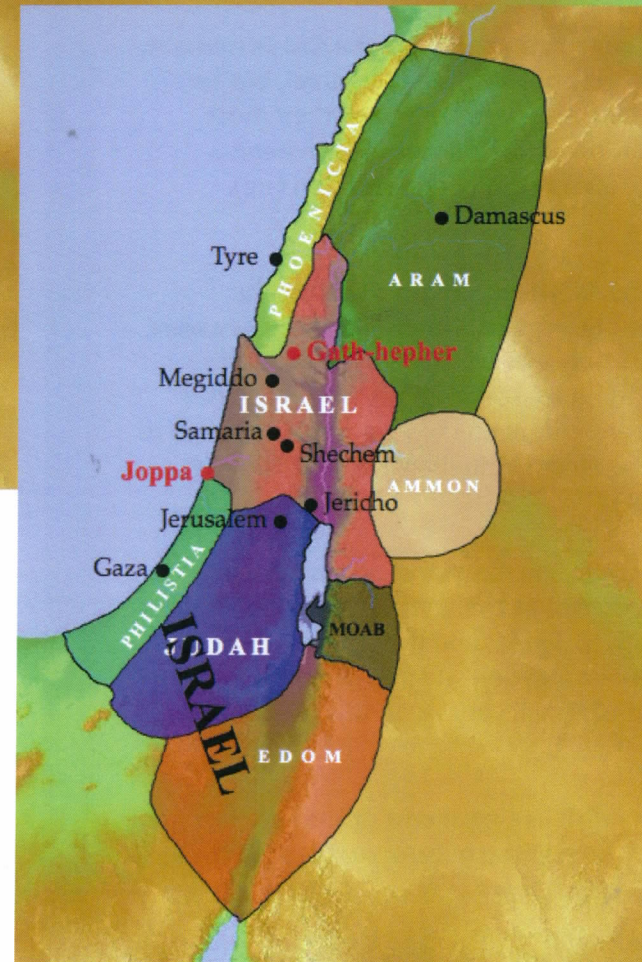 PHOENICIA
Damascus
Tyre
ARAM
Gath-hepher
Megiddo
ISRAEL
Samaria
Shechem
Joppa
AMMON
Jericho
Jerusalem
Gaza
PHILISTIA
MOAB
JUDAH
ISRAEL
EDOM